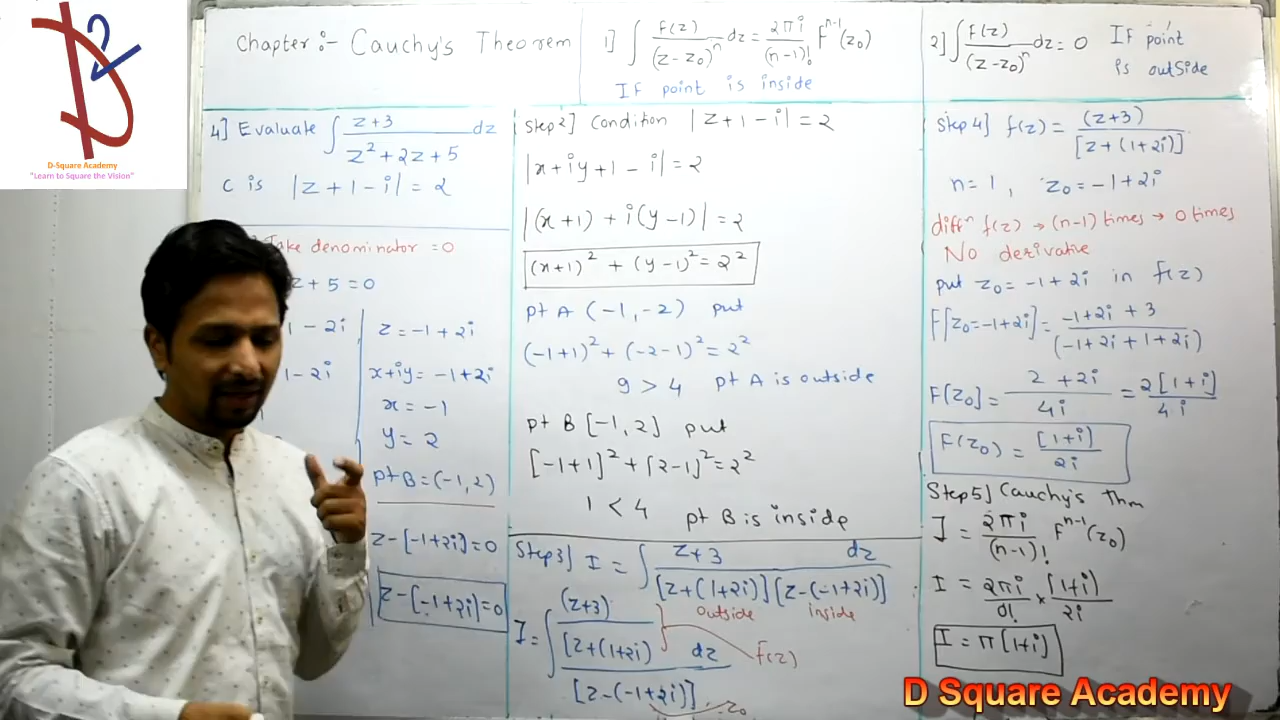 D-Square Academy
"Learn to Square the Vision"
Chapter :- Cauchy's Theorem
1] ∫ f(z)/(z-z₀)ⁿ dz = 2πi/(n-1)! Fⁿ⁻¹(z₀)
If point is inside
2] ∫ f(z)/(z-z₀)ⁿ dz = 0 If point
is outside
4] Evaluate ∫ z+3/z²+2z+5 dz
c is |z+1-i| = 2
Take denominator = 0
z+5=0
1-2i
1-2i
z=-1+2i
x+iy=-1+2i
x=-1
y=2
pt B=(-1,2)
z-[-1+2i]=0
z-[-1+2i]=0
Step 2] Condition |z+1-i|=2
|x+iy+1-i|=2
|(x+1)+i(y-1)|=2
(x+1)²+(y-1)²=2²
pt A (-1,-2) put
(-1+1)²+(-2-1)²=2²
9>4 pt A is outside
pt B [-1,2] put
[-1+1]²+[2-1]²=2²
1<4 pt B is inside
Step 3] I = ∫ z+3 dz/[z+(1+2i)][z-(-1+2i)]
outside inside
I = ∫ (z+3)/[z+(1+2i)] dz
f(z)
[z-(-1+2i)]
z₀
Step 4] f(z) = (z+3)/[z+(1+2i)]
n=1, z₀=-1+2i
diffⁿ f(z) → (n-1) times → 0 times
No derivative
put z₀=-1+2i in f(z)
F[z₀=-1+2i] = -1+2i+3/(-1+2i+1+2i)
F[z₀] = 2+2i/4i = 2[1+i]/4i
F(z₀) = [1+i]/2i
Step 5] Cauchy's Thm
I = 2πi/(n-1)! Fⁿ⁻¹(z₀)
I = 2πi/0! × (1+i)/2i
I = π[1+i]
D Square Academy